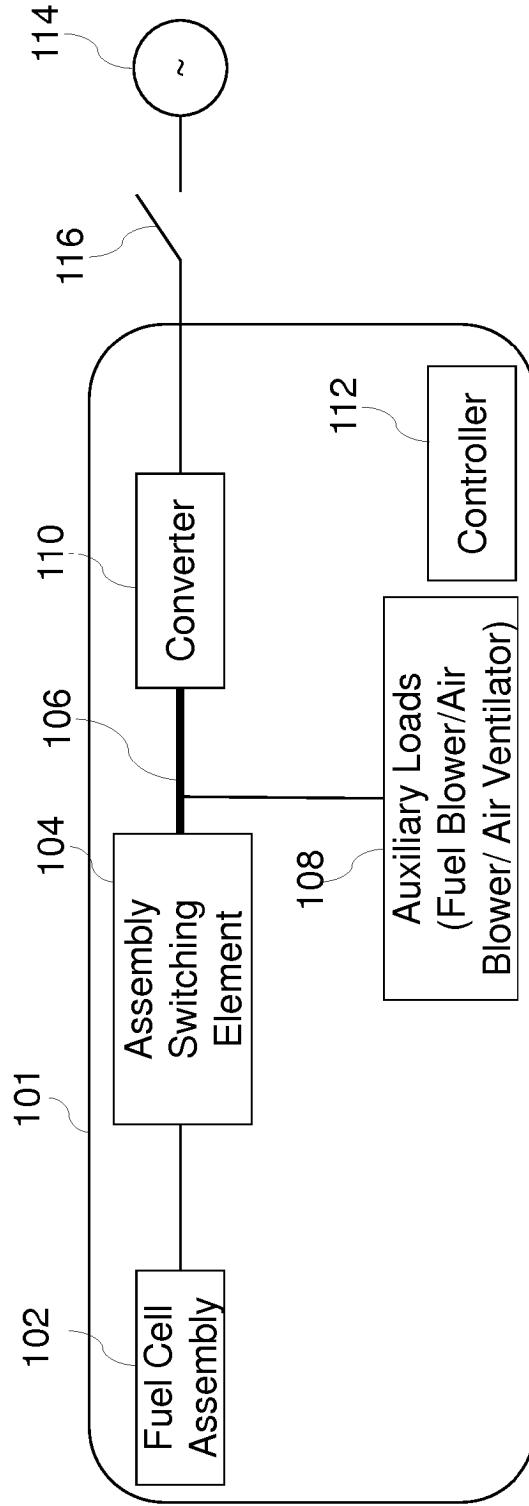 101
102
Fuel Cell
Assembly
104
Assembly
Switching
Element
106
110
Converter
116
114
~
108
Auxiliary Loads
(Fuel Blower/Air
Blower/ Air Ventilator)
112
Controller